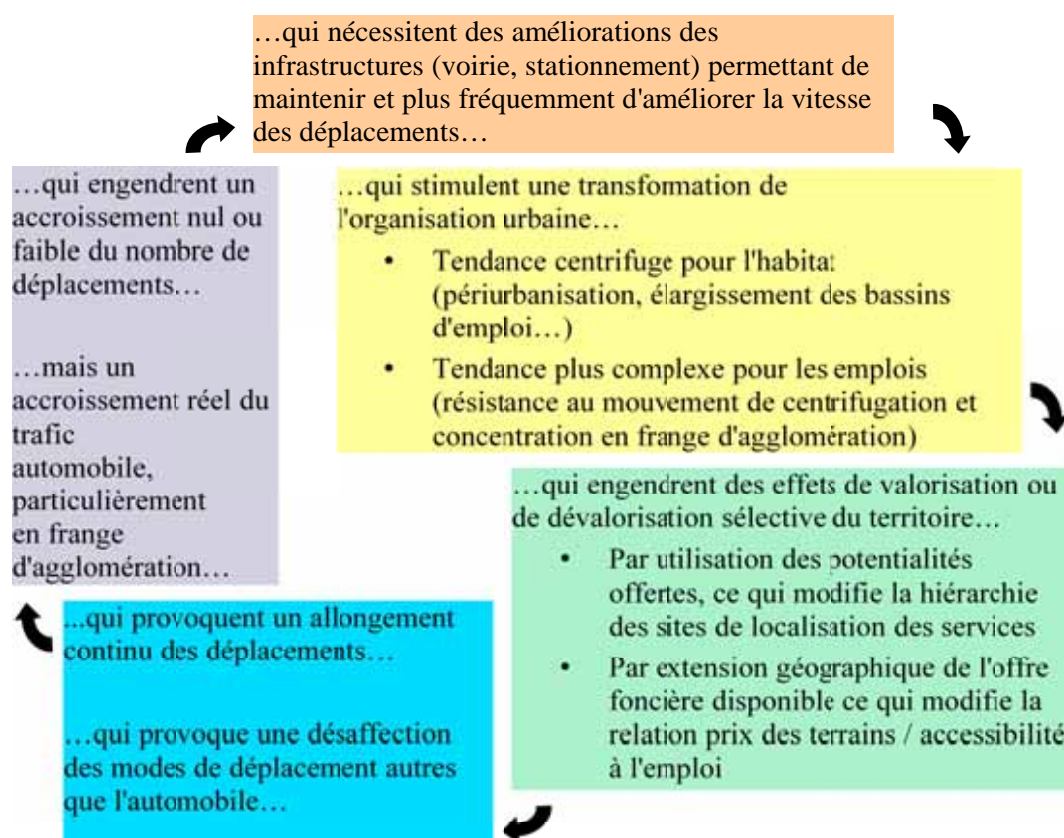 …qui nécessitent des améliorations des
infrastructures (voirie, stationnement) permettant de
maintenir et plus fréquemment d'améliorer la vitesse
des déplacements…
…qui stimulent une transformation de
l'organisation urbaine…
• Tendance centrifuge pour l'habitat
(périurbanisation, élargissement des bassins
d'emploi…)
• Tendance plus complexe pour les emplois
(résistance au mouvement de centrifugation et
concentration en frange d'agglomération)
…qui engendrent des effets de valorisation ou
de dévalorisation sélective du territoire…
• Par utilisation des potentialités
offertes, ce qui modifie la hiérarchie
des sites de localisation des services
• Par extension géographique de l'offre
foncière disponible ce qui modifie la
relation prix des terrains / accessibilité
à l'emploi
...qui provoquent un allongement
continu des déplacements…
…qui provoque une désaffection
des modes de déplacement autres
que l'automobile…
…qui engendrent un
accroissement nul ou
faible du nombre de
déplacements…
…mais un
accroissement réel du
trafic
automobile,
particulièrement
en frange
d'agglomération…